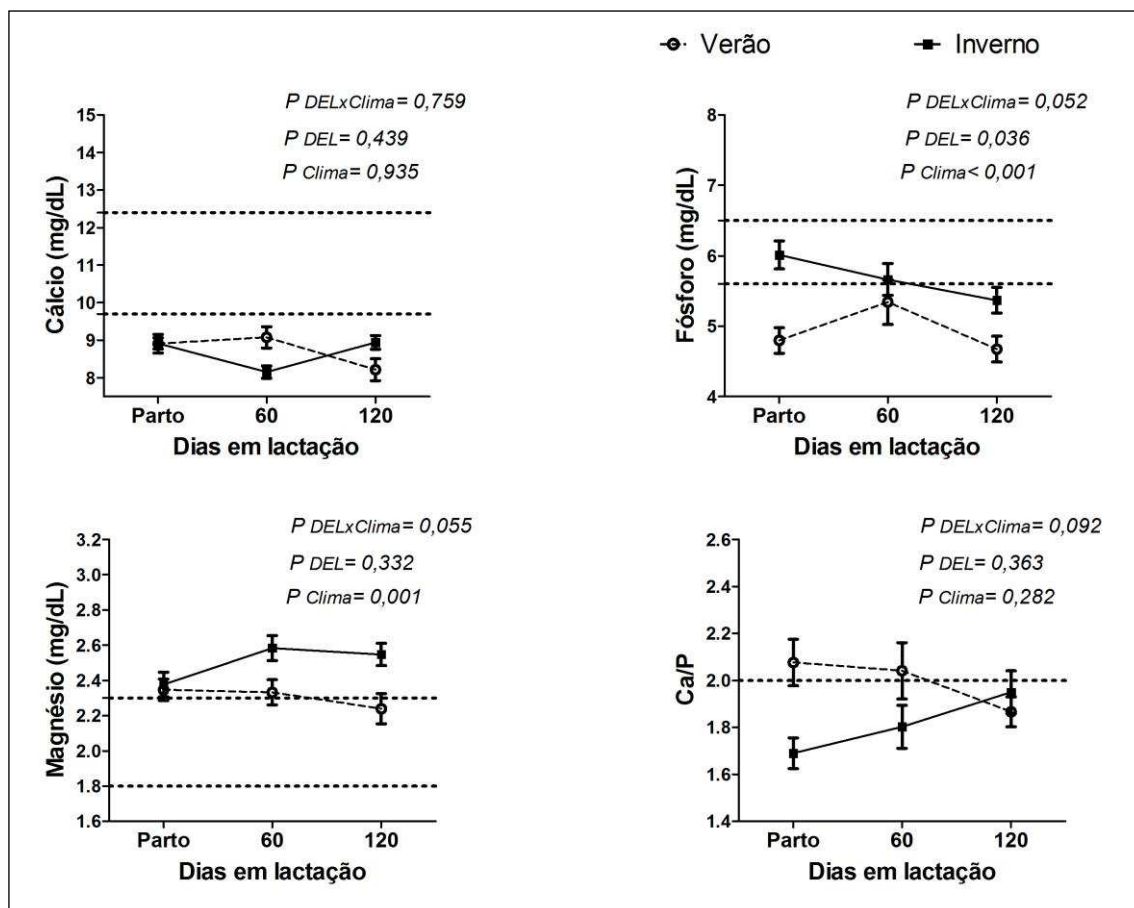 Verão Inverno
P DELxClima= 0,759
P DEL= 0,439
P Clima= 0,935
15
14
13
12
11
10
9
8
Cálcio (mg/dL)
Parto 60 120
Dias em lactação
P DELxClima= 0,052
P DEL= 0,036
P Clima< 0,001
8
7
6
5
4
Fósforo (mg/dL)
Parto 60 120
Dias em lactação
P DELxClima= 0,055
P DEL= 0,332
P Clima= 0,001
3.2
3.0
2.8
2.6
2.4
2.2
2.0
1.8
1.6
Magnésio (mg/dL)
Parto 60 120
Dias em lactação
P DELxClima= 0,092
P DEL= 0,363
P Clima= 0,282
2.6
2.4
2.2
2.0
1.8
1.6
1.4
Ca/P
Parto 60 120
Dias em lactação